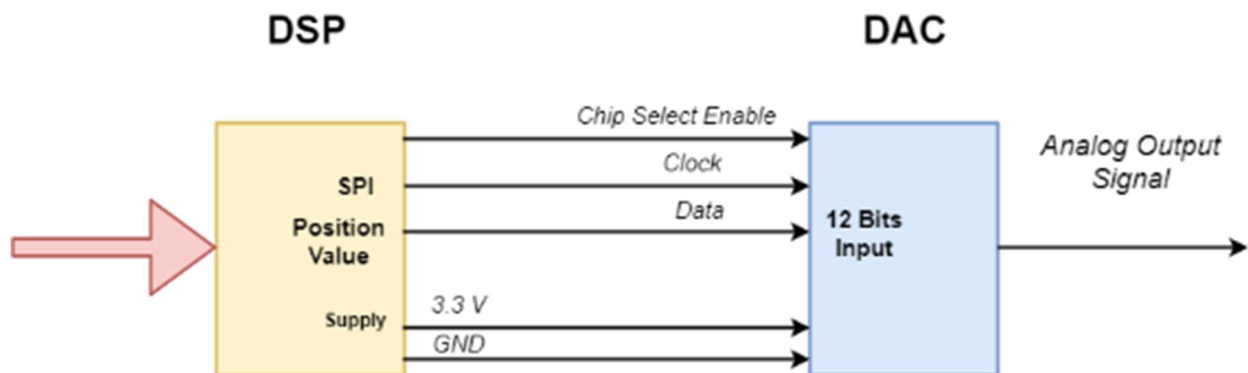 DSP
DAC
Chip Select Enable
Clock
Data
SPI
Position
Value
Supply
3.3 V
GND
12 Bits
Input
Analog Output
Signal